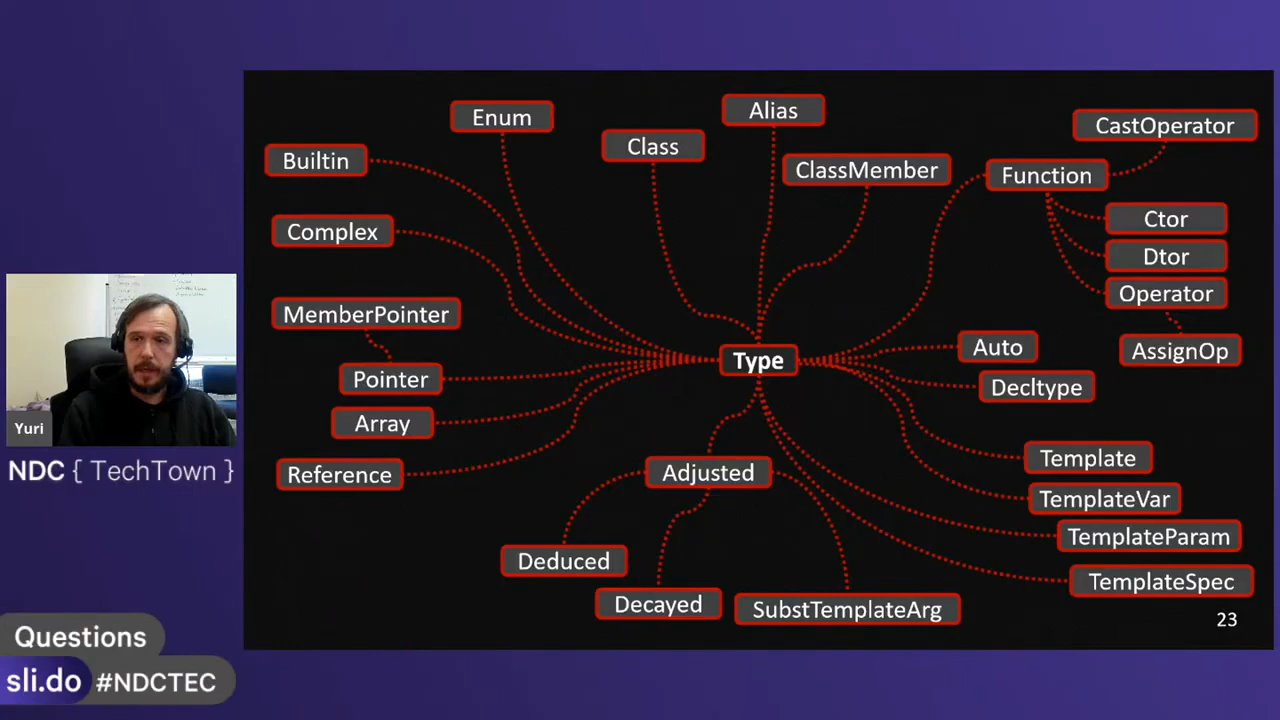 Enum
Alias
CastOperator
Builtin
Class
ClassMember
Function
Complex
Ctor
Dtor
Operator
MemberPointer
Auto
AssignOp
Type
Pointer
Decltype
Array
Yuri
NDC { TechTown }
Reference
Adjusted
Template
TemplateVar
TemplateParam
Deduced
TemplateSpec
Decayed
SubstTemplateArg
23
Questions
sli.do #NDCTEC